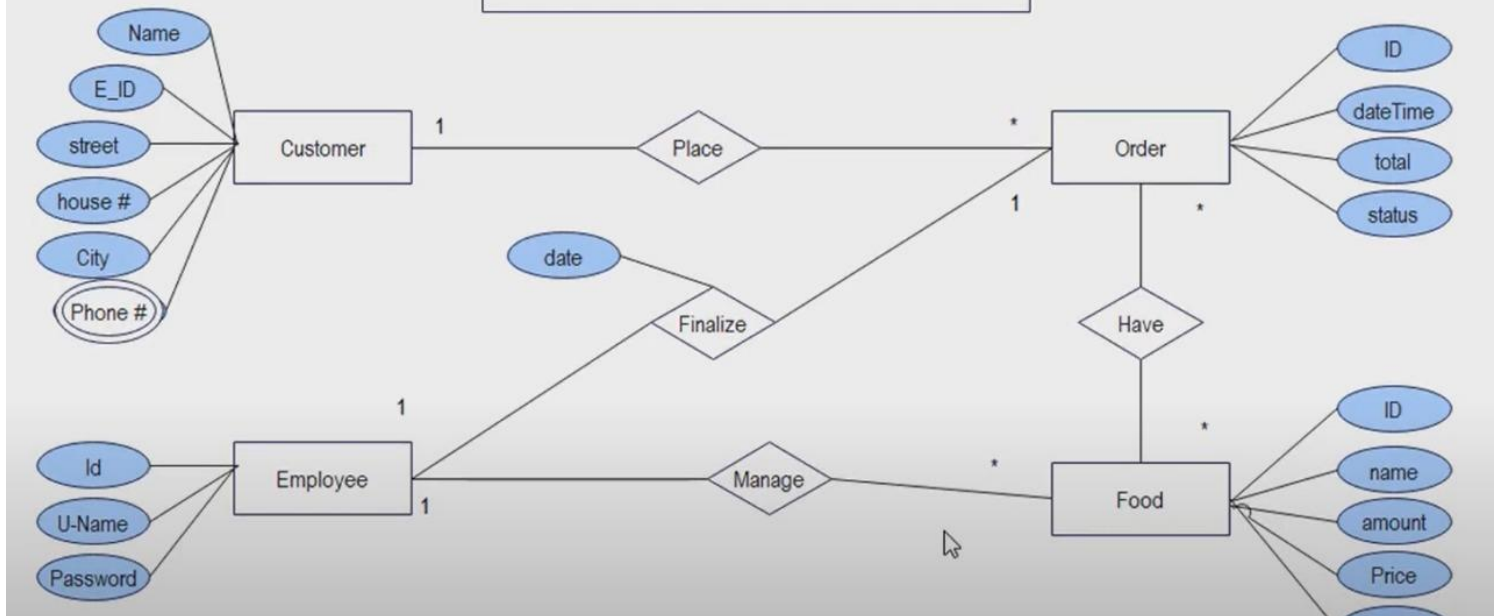 Name
E_ID
street
house #
City
Phone #
Customer
1
Place
*
Order
ID
dateTime
total
status
1
*
date
Finalize
Have
1
*
Id
U-Name
Password
Employee
1
Manage
*
Food
ID
name
amount
Price